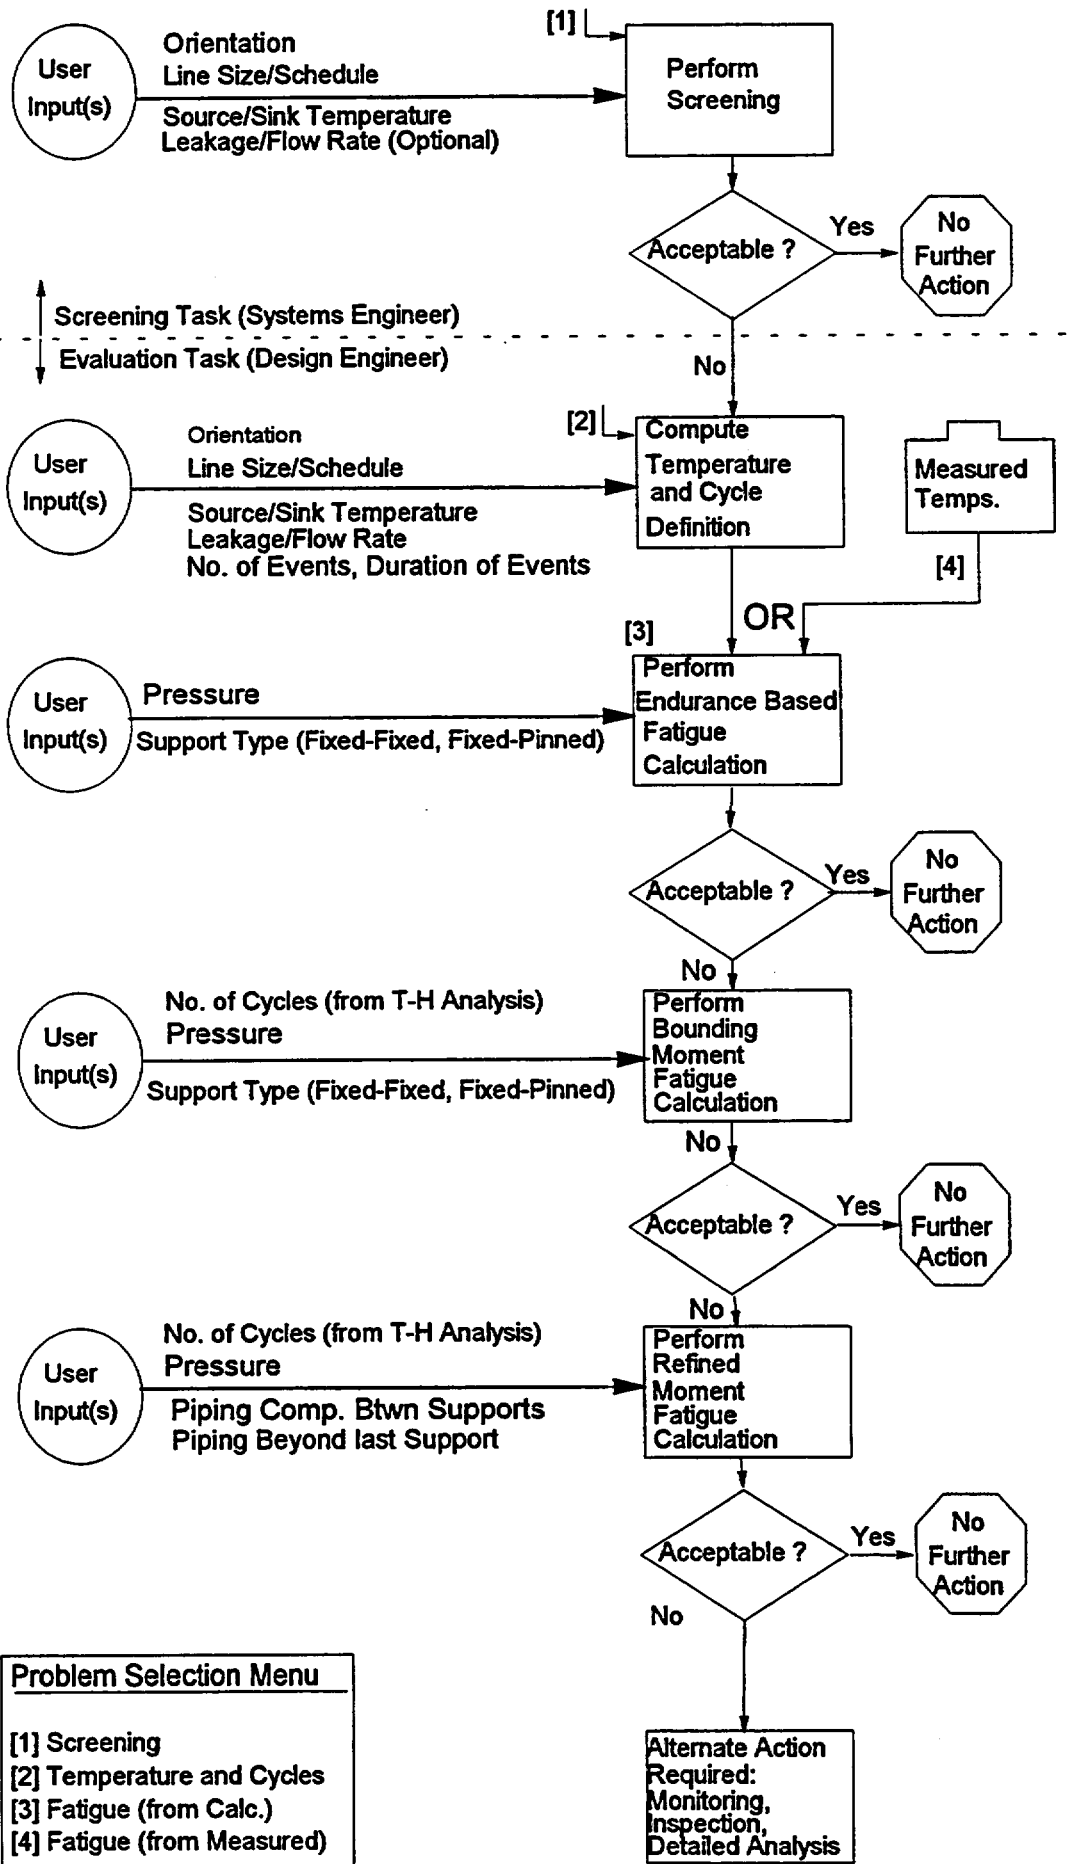 [1]
User
Input(s)
Orientation
Line Size/Schedule
Source/Sink Temperature
Leakage/Flow Rate (Optional)
Perform
Screening
Acceptable ?
Yes
No
Further
Action
Screening Task (Systems Engineer)
Evaluation Task (Design Engineer)
No
[2]
User
Input(s)
Orientation
Line Size/Schedule
Source/Sink Temperature
Leakage/Flow Rate
No. of Events, Duration of Events
Compute
Temperature
and Cycle
Definition
Measured
Temps.
[4]
OR
[3]
User
Input(s)
Pressure
Support Type (Fixed-Fixed, Fixed-Pinned)
Perform
Endurance Based
Fatigue
Calculation
Acceptable ?
Yes
No
Further
Action
No
User
Input(s)
No. of Cycles (from T-H Analysis)
Pressure
Support Type (Fixed-Fixed, Fixed-Pinned)
Perform
Bounding
Moment
Fatigue
Calculation
No
Acceptable ?
Yes
No
Further
Action
No
User
Input(s)
No. of Cycles (from T-H Analysis)
Pressure
Piping Comp. Btwn Supports
Piping Beyond last Support
Perform
Refined
Moment
Fatigue
Calculation
Acceptable ?
Yes
No
Further
Action
No
Alternate Action
Required:
Monitoring,
Inspection,
Detailed Analysis
Problem Selection Menu
[1] Screening
[2] Temperature and Cycles
[3] Fatigue (from Calc.)
[4] Fatigue (from Measured)